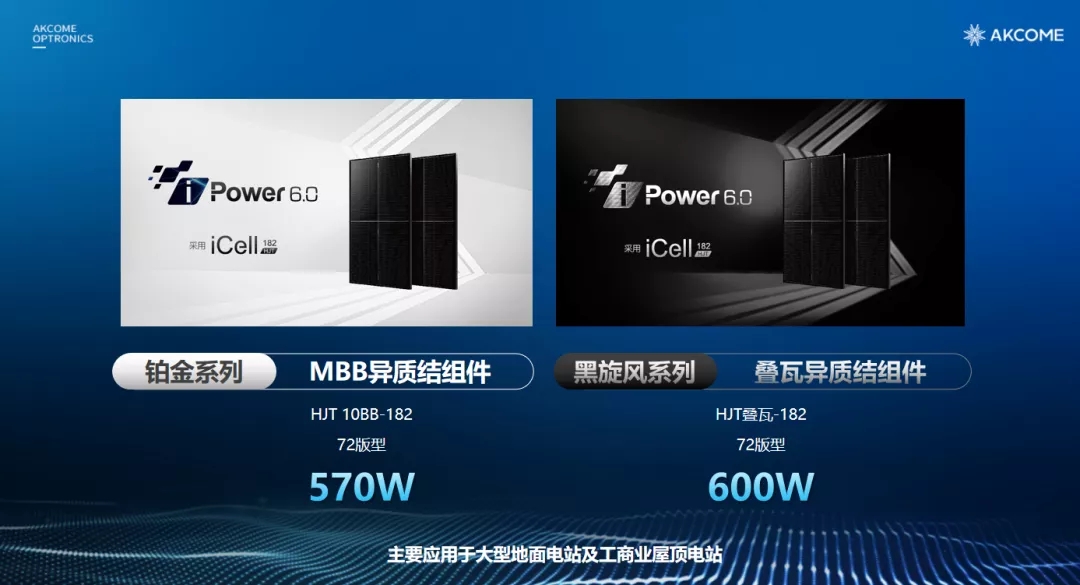 AKCOME
OPTRONICS
AKCOME
iPower 6.0
采用 iCell 182 HJT
iPower 6.0
采用 iCell 182 HJT
铂金系列 MBB异质结组件
黑旋风系列 叠瓦异质结组件
HJT 10BB-182
72版型
570W
HJT叠瓦-182
72版型
600W
主要应用于大型地面电站及工商业屋顶电站